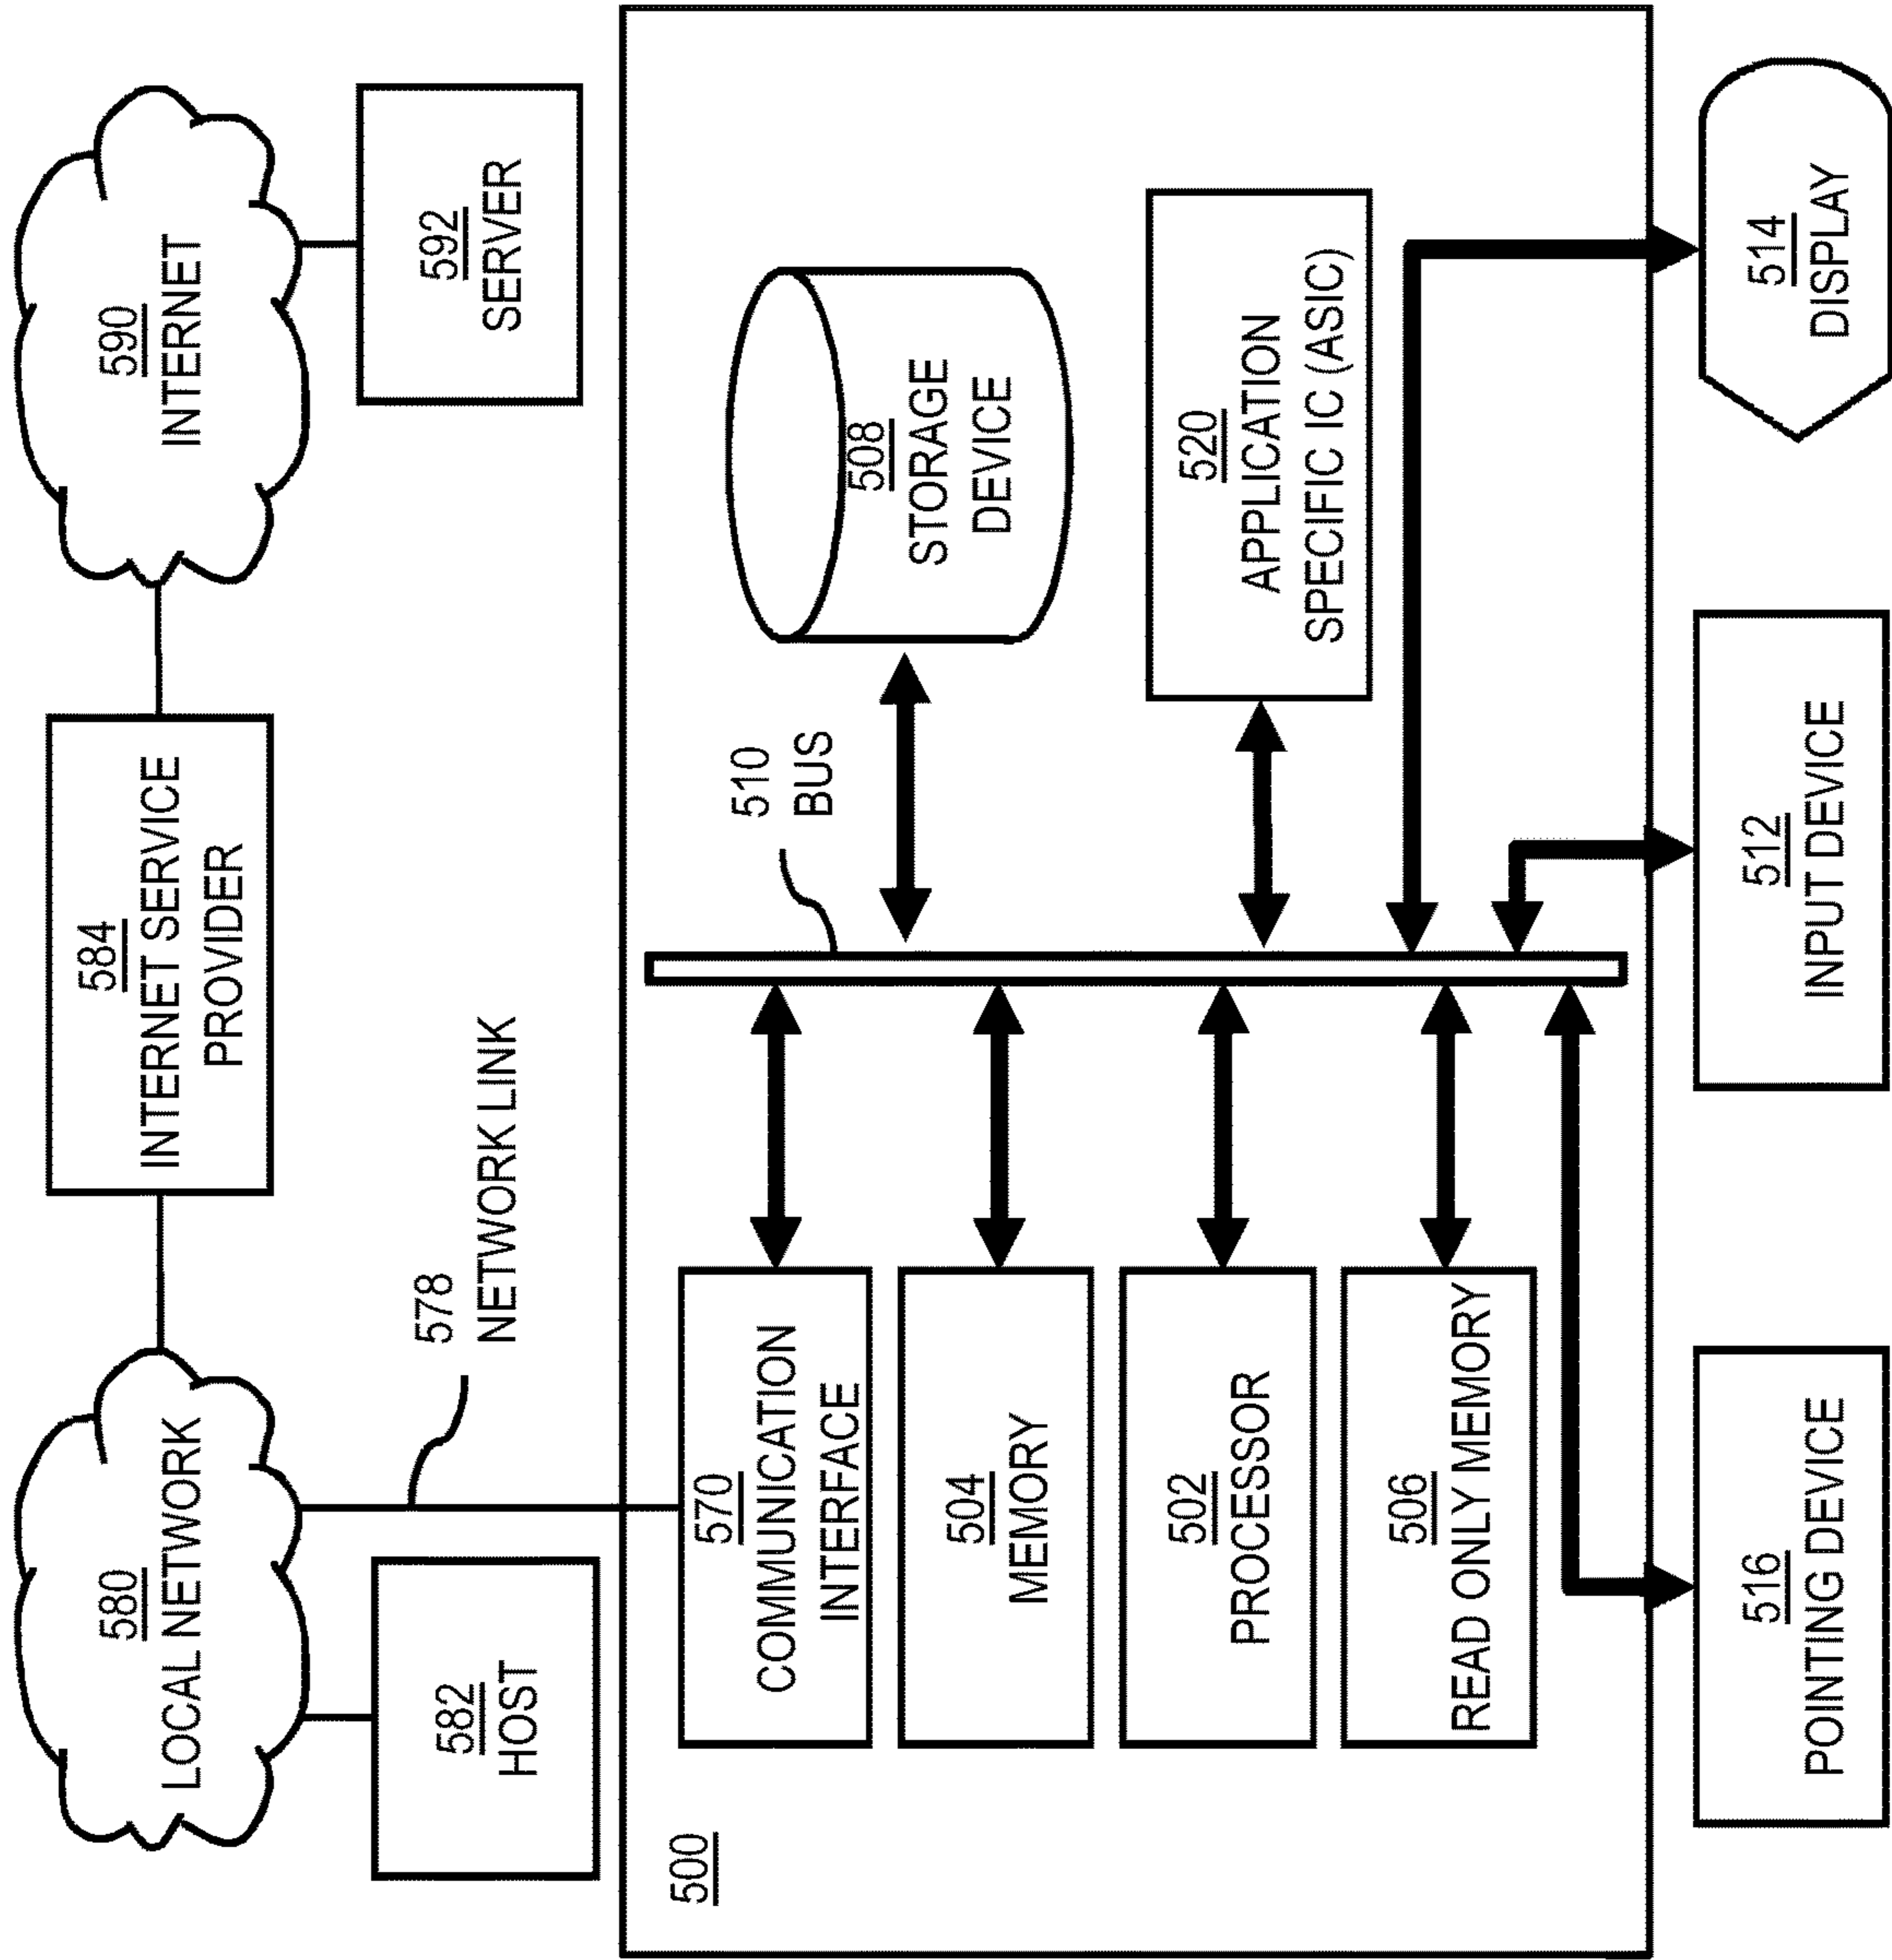 580
LOCAL NETWORK
584
INTERNET SERVICE
PROVIDER
590
INTERNET
582
HOST
578
NETWORK LINK
592
SERVER
500
570
COMMUNICATION
INTERFACE
504
MEMORY
502
PROCESSOR
506
READ ONLY MEMORY
510
BUS
508
STORAGE
DEVICE
520
APPLICATION
SPECIFIC IC (ASIC)
516
POINTING DEVICE
512
INPUT DEVICE
514
DISPLAY